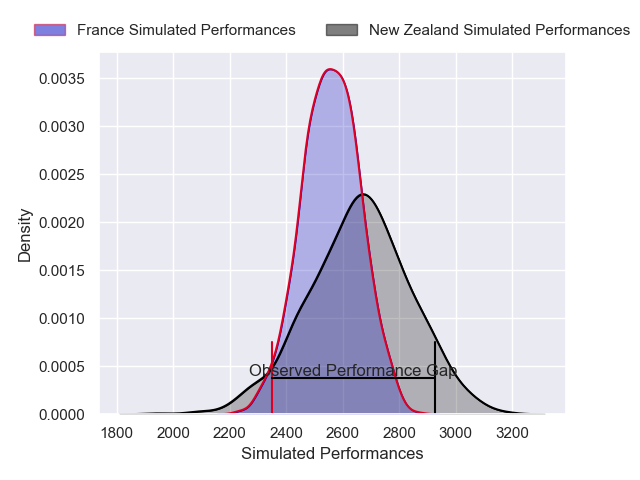 France Simulated Performances
New Zealand Simulated Performances
0.0035
0.0030
0.0025
0.0020
0.0015
0.0010
0.0005
0.0000
Density
Observed Performance Gap
1800 2000 2200 2400 2600 2800 3000 3200
Simulated Performances